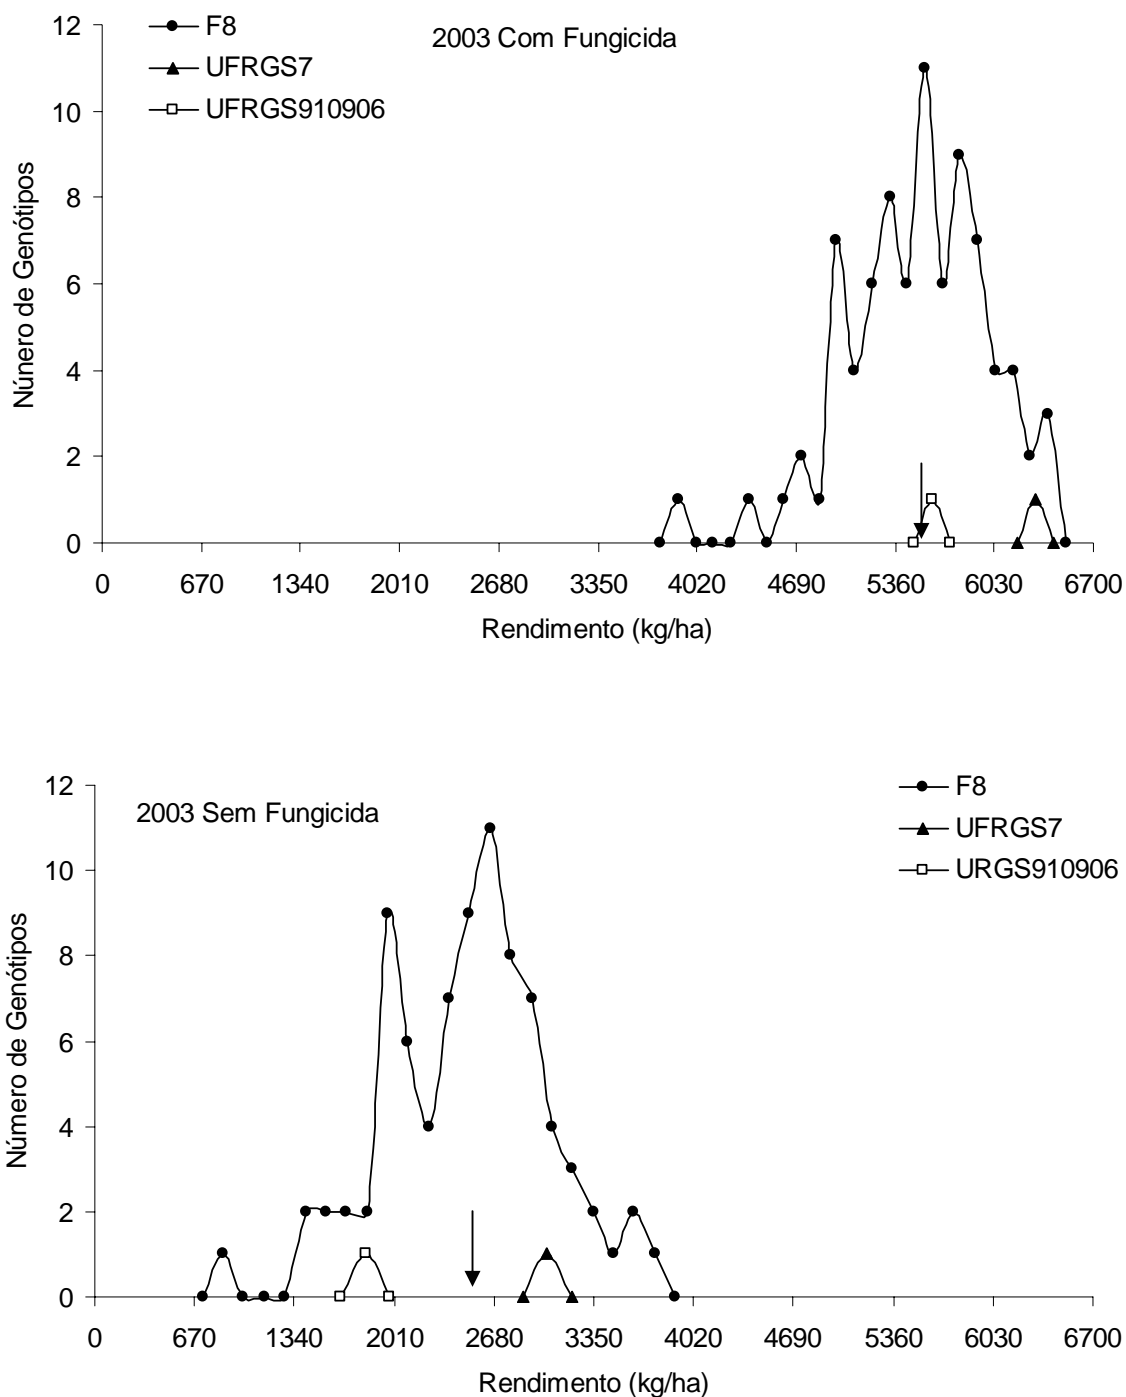 12
F8
2003 Com Fungicida
UFRGS7
UFRGS910906
10
8
6
4
2
0
Núnero de Genótipos
0 670 1340 2010 2680 3350 4020 4690 5360 6030 6700
Rendimento (kg/ha)
12
2003 Sem Fungicida
F8
UFRGS7
URGS910906
10
8
6
4
2
0
Número de Genótipos
0 670 1340 2010 2680 3350 4020 4690 5360 6030 6700
Rendimento (kg/ha)